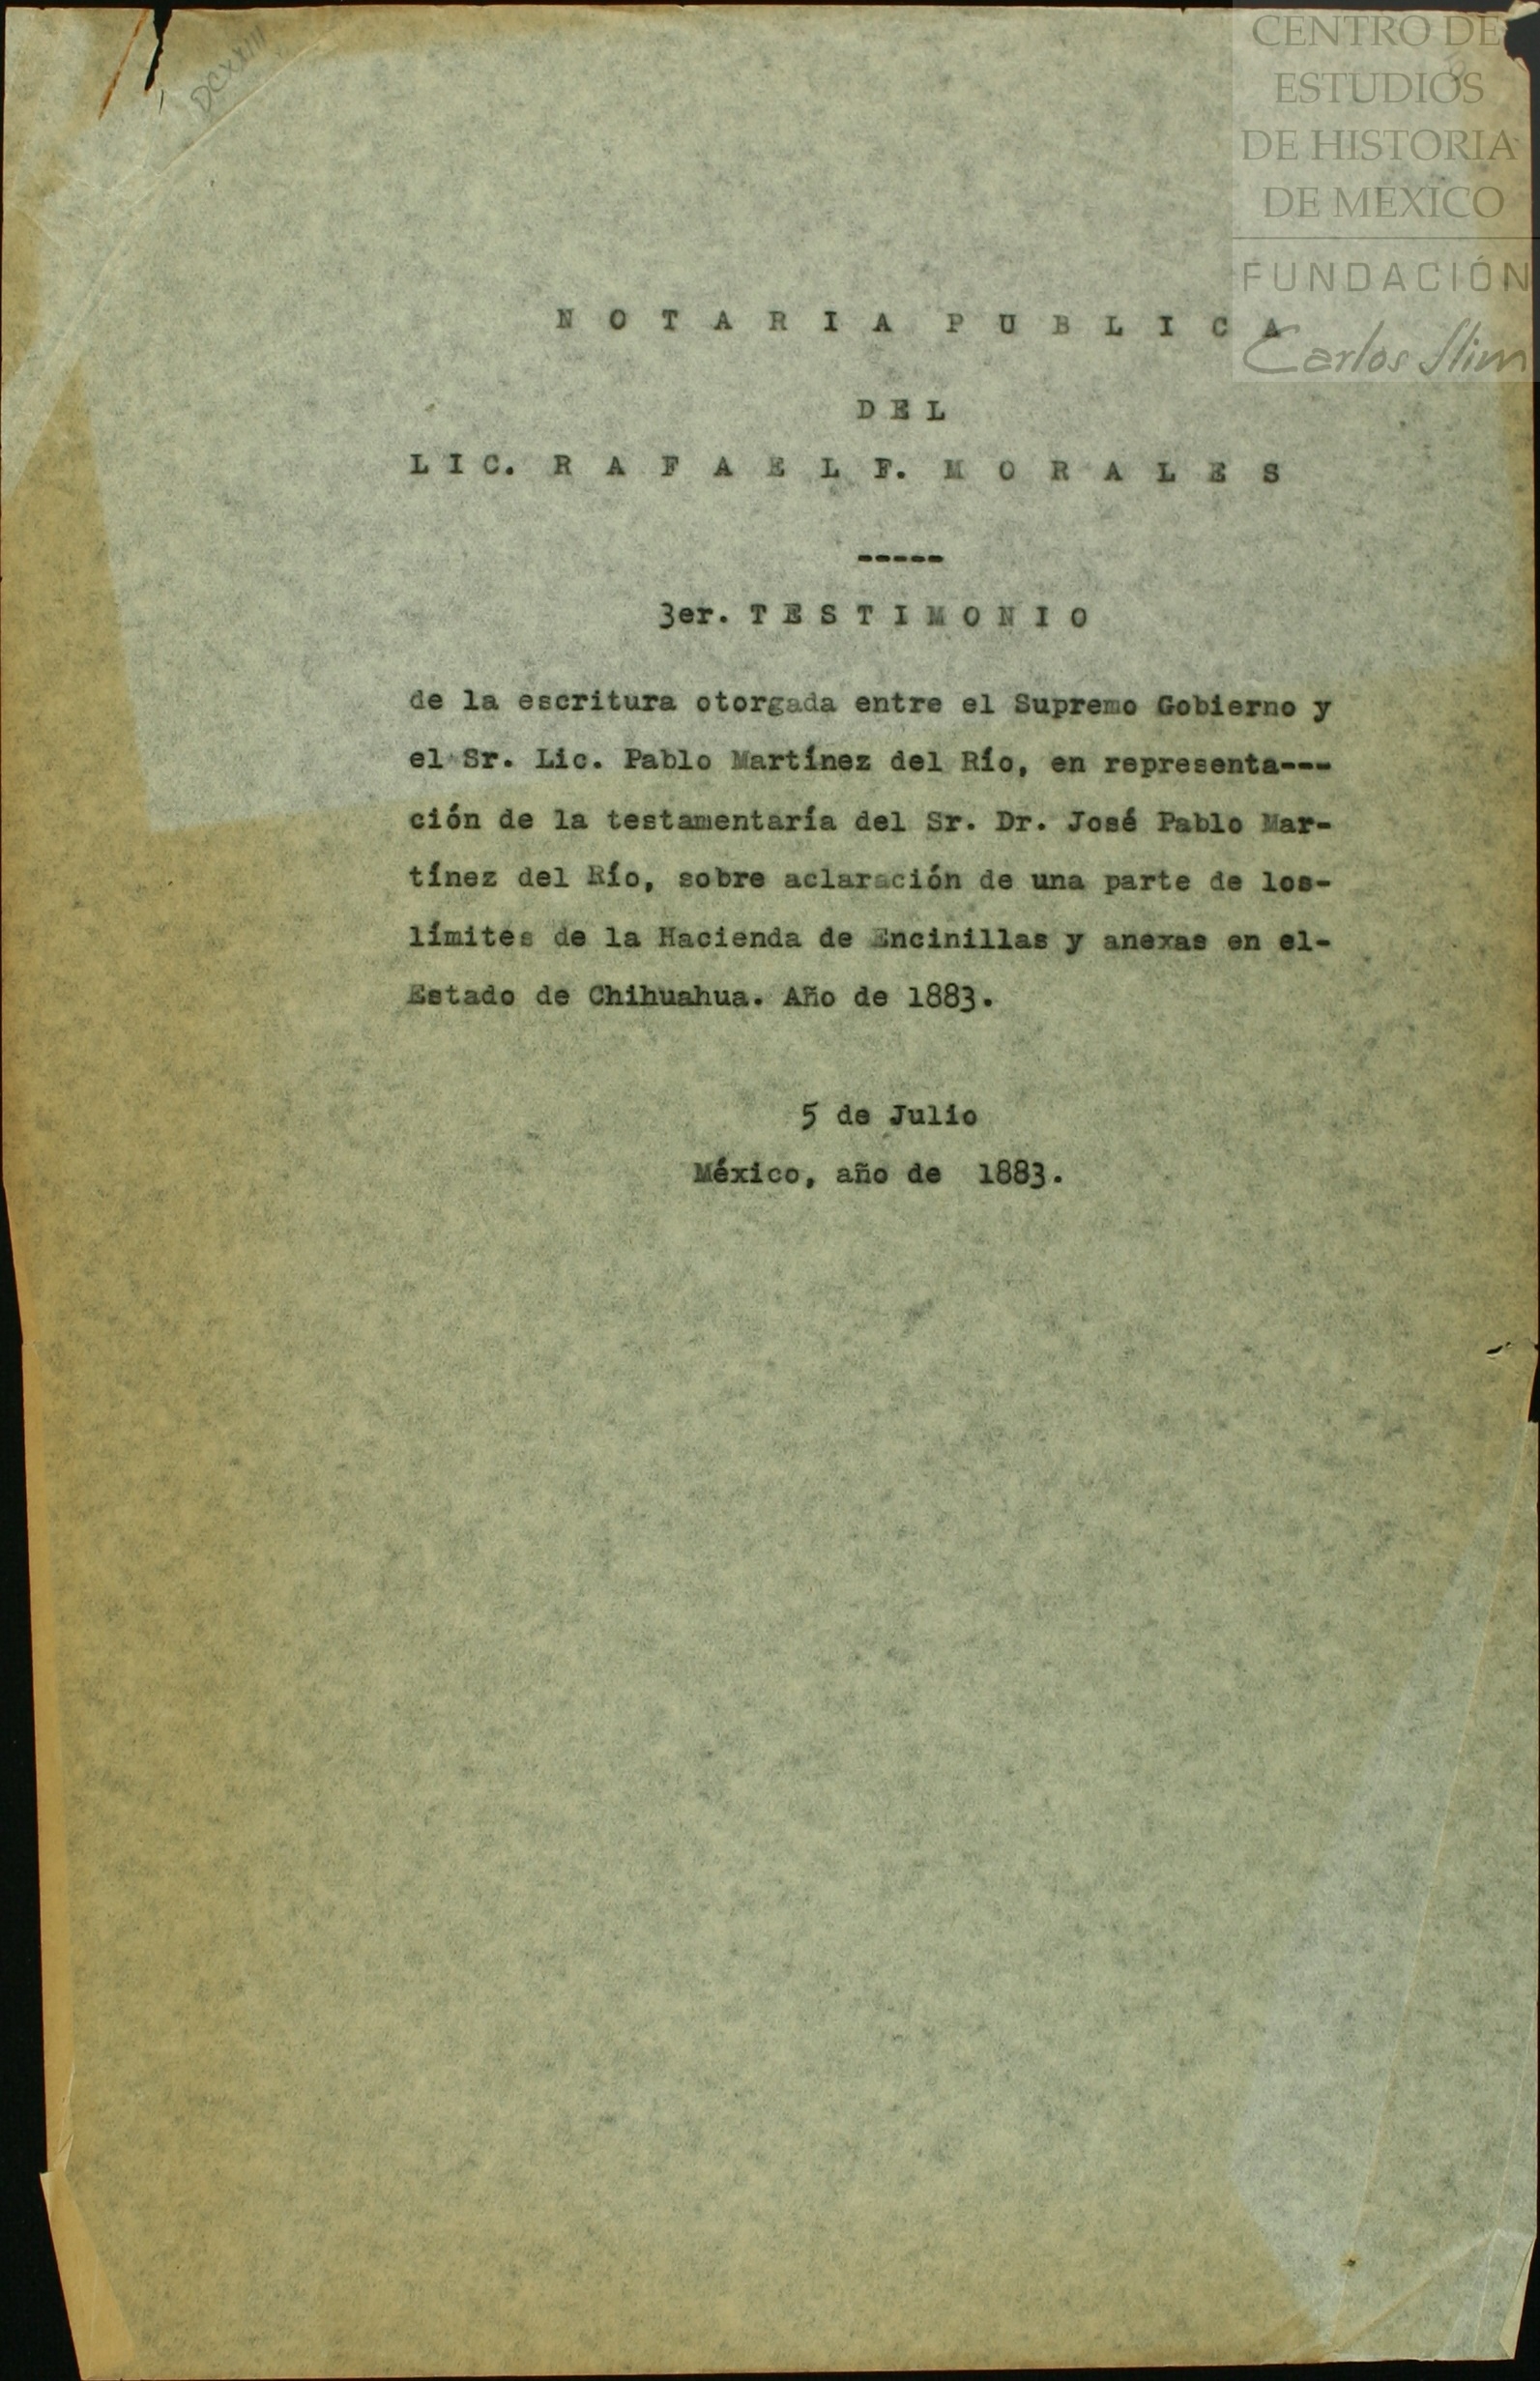 DCXXIII
CENTRO DE
ESTUDIOS
DE HISTORIA
DE MEXICO
FUNDACIÓN
Carlos Slim
N O T A R I A P U B L I C A
D E L
L I C. R A F A E L F. M O R A L E S
-----
3er. T E S T I M O N I O
de la escritura otorgada entre el Supremo Gobierno y
el Sr. Lic. Pablo Martínez del Río, en representa---
ción de la testamentaría del Sr. Dr. José Pablo Mar-
tínez del Río, sobre aclaración de una parte de los-
límites de la Hacienda de Encinillas y anexas en el-
Estado de Chihuahua. Año de 1883.
5 de Julio
México, año de 1883.